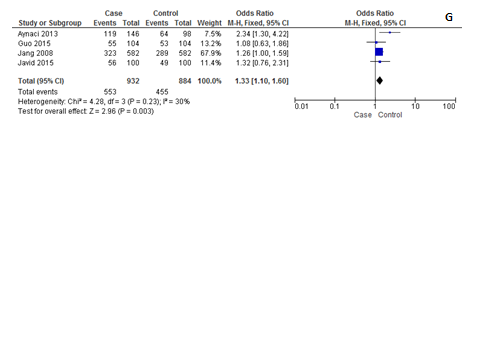 G
Case Control Odds Ratio Odds Ratio
Study or Subgroup Events Total Events Total Weight M-H, Fixed, 95% CI M-H, Fixed, 95% CI
Aynaci 2013 119 146 64 98 7.5% 2.34 [1.30, 4.22]
Guo 2015 55 104 53 104 13.2% 1.08 [0.63, 1.86]
Jang 2008 323 582 289 582 67.9% 1.26 [1.00, 1.59]
Javid 2015 56 100 49 100 11.4% 1.32 [0.76, 2.31]
Total (95% CI) 932 884 100.0% 1.33 [1.10, 1.60]
Total events 553 455
Heterogeneity: Chi² = 4.28, df = 3 (P = 0.23); I² = 30%
Test for overall effect: Z = 2.96 (P = 0.003)
0.01 0.1 1 10 100
Case Control